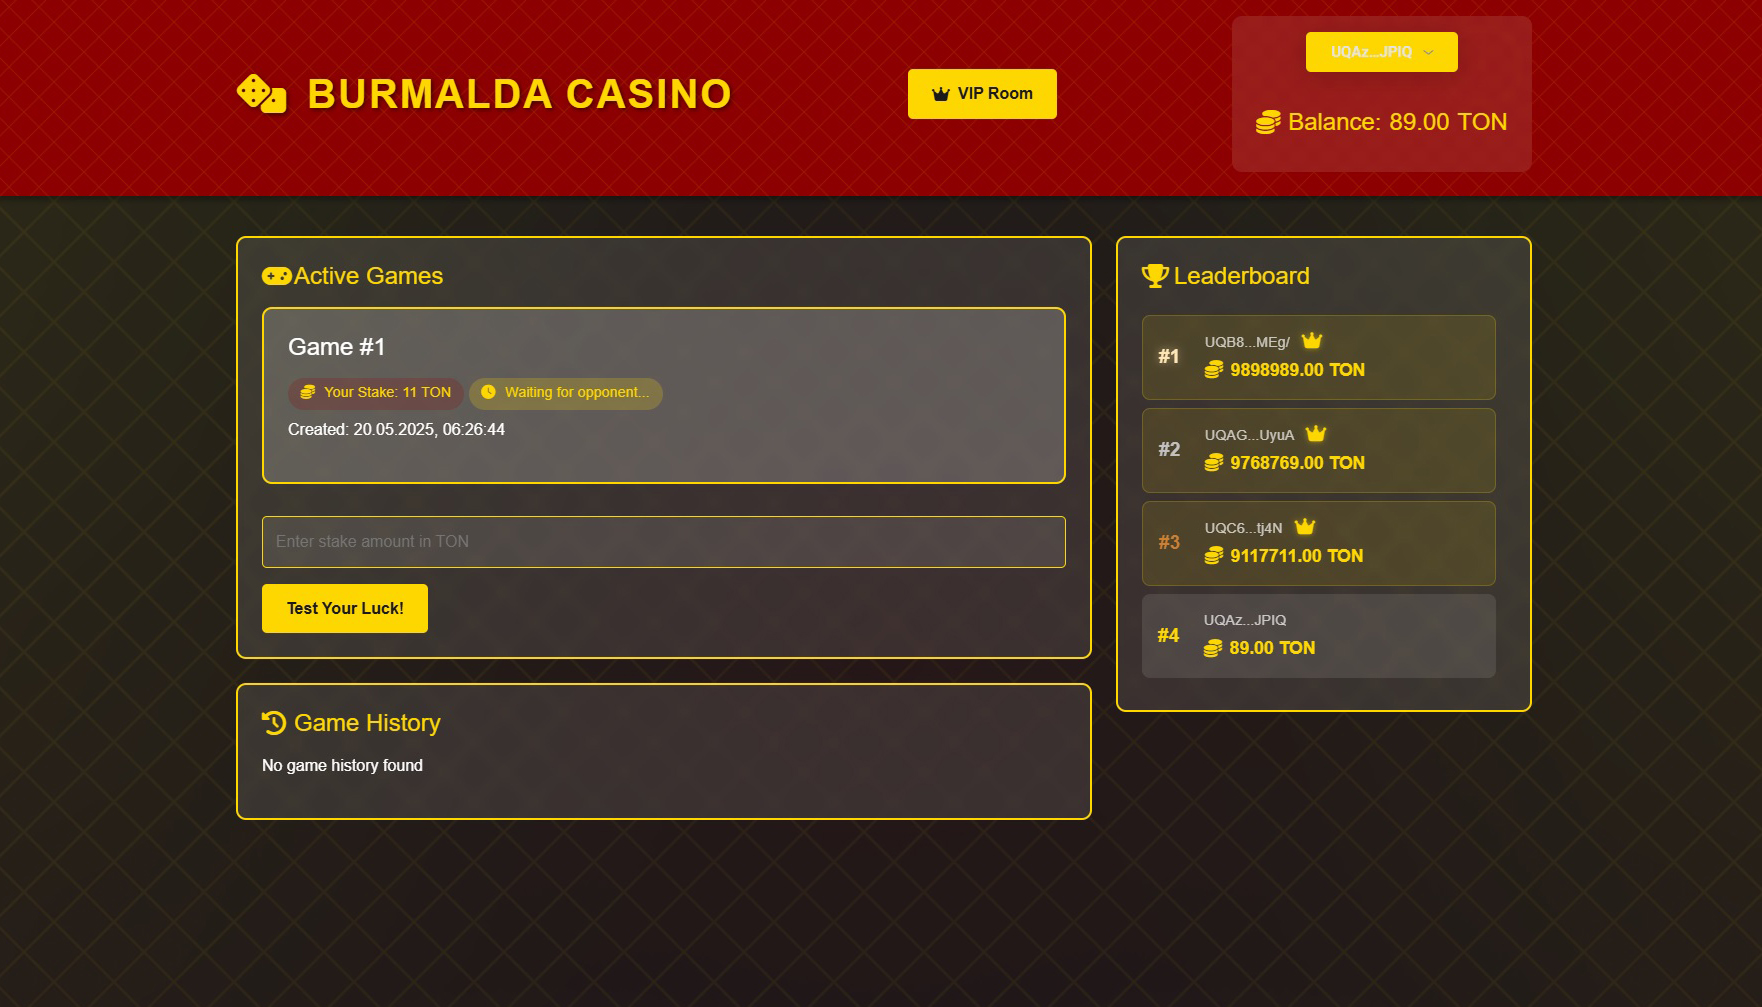 BURMALDA CASINO
VIP Room
UQAz...JPIQ
Balance: 89.00 TON
Active Games
Game #1
Your Stake: 11 TON
Waiting for opponent...
Created: 20.05.2025, 06:26:44
Enter stake amount in TON
Test Your Luck!
Game History
No game history found
Leaderboard
#1
UQB8...MEg/
9898989.00 TON
#2
UQAG...UyuA
9768769.00 TON
#3
UQC6...tj4N
9117711.00 TON
#4
UQAz...JPIQ
89.00 TON